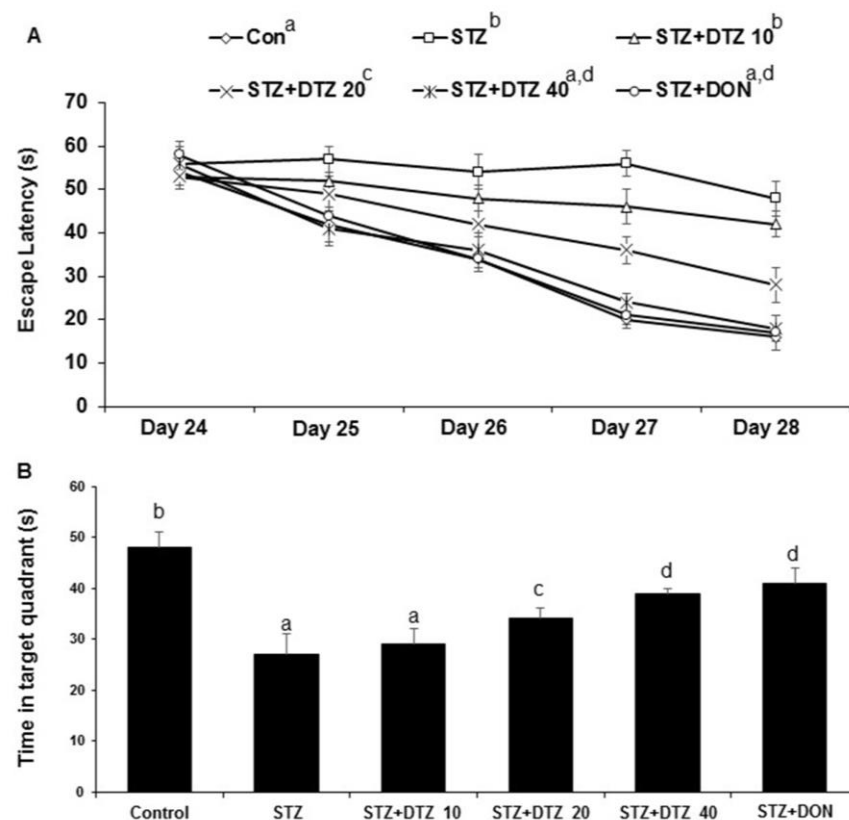 A
Con a
STZ b
STZ+DTZ 10 b
STZ+DTZ 20 c
STZ+DTZ 40 a,d
STZ+DON a,d
Escape Latency (s)
70
60
50
40
30
20
10
0
Day 24 Day 25 Day 26 Day 27 Day 28
B
Time in target quadrant (s)
60
50
40
30
20
10
0
b a a c d d
Control STZ STZ+DTZ 10 STZ+DTZ 20 STZ+DTZ 40 STZ+DON